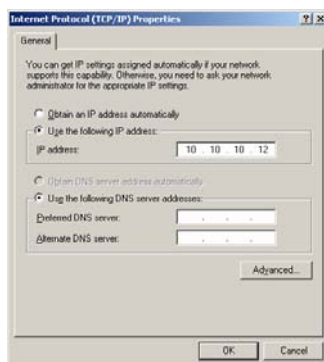 Internet Protocol (TCP/IP) Properties
General
You can get IP settings assigned automatically if your network
supports this capability. Otherwise, you need to ask your network
administrator for the appropriate IP settings.
Obtain an IP address automatically
Use the following IP address:
IP address: 10 . 10 . 10 . 12
Obtain DNS server address automatically
Use the following DNS server addresses:
Preferred DNS server: . . .
Alternate DNS server: . . .
Advanced...
OK Cancel